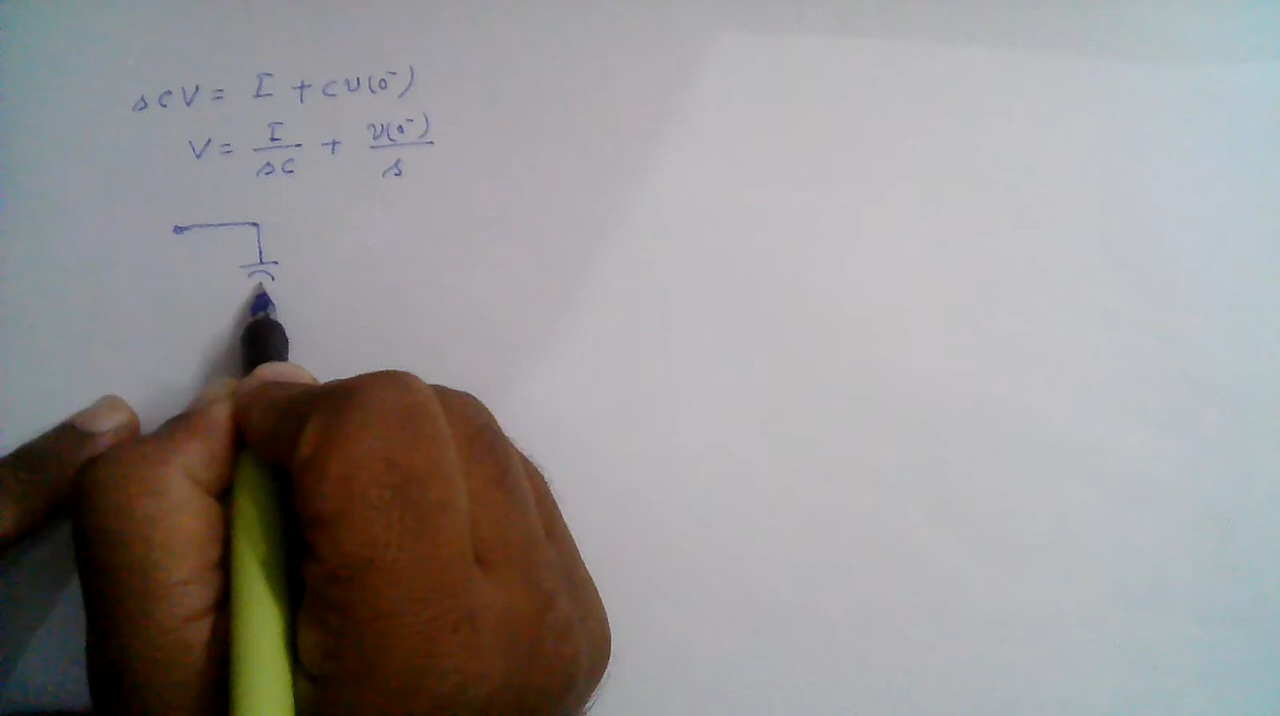 sCV = I + CV(0⁻)
V = I/sC + V(0⁻)/s